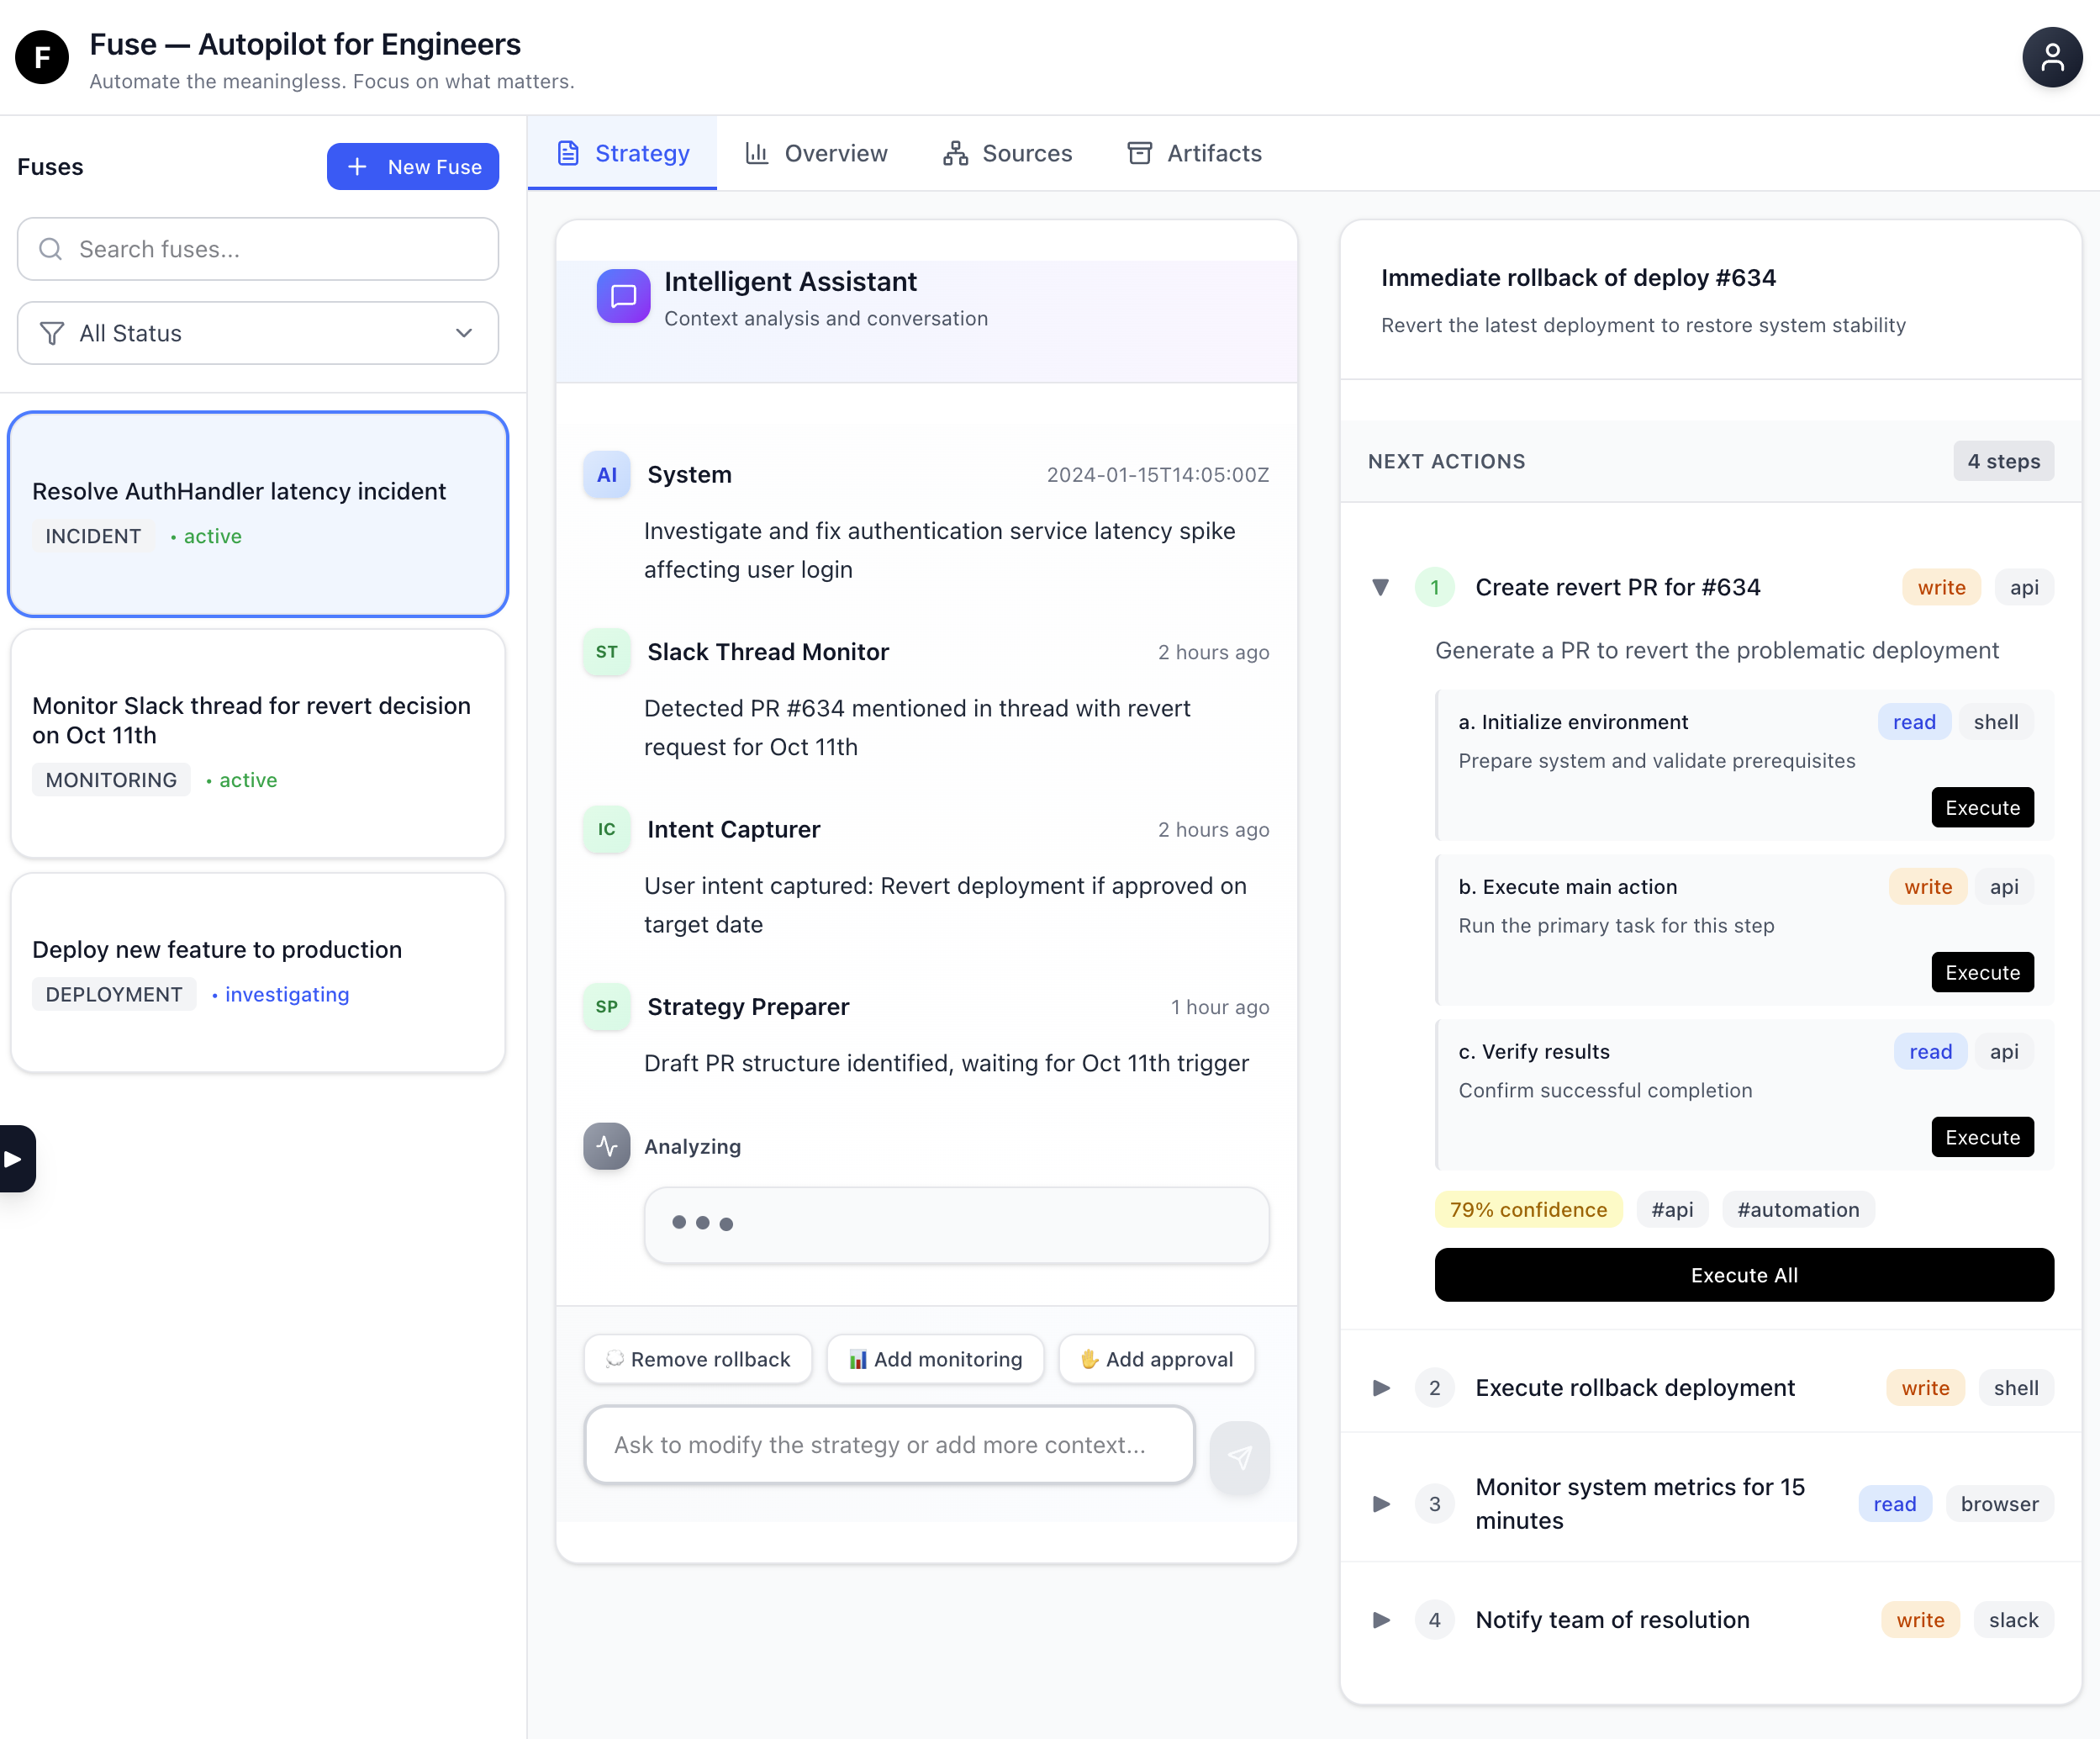 F
Fuse — Autopilot for Engineers
Automate the meaningless. Focus on what matters.
Fuses
New Fuse
Search fuses...
All Status
Resolve AuthHandler latency incident
INCIDENT • active
Monitor Slack thread for revert decision
on Oct 11th
MONITORING • active
Deploy new feature to production
DEPLOYMENT • investigating
Strategy
Overview
Sources
Artifacts
Intelligent Assistant
Context analysis and conversation
AI System 2024-01-15T14:05:00Z
Investigate and fix authentication service latency spike
affecting user login
ST Slack Thread Monitor 2 hours ago
Detected PR #634 mentioned in thread with revert
request for Oct 11th
IC Intent Capturer 2 hours ago
User intent captured: Revert deployment if approved on
target date
SP Strategy Preparer 1 hour ago
Draft PR structure identified, waiting for Oct 11th trigger
Analyzing
Remove rollback
Add monitoring
Add approval
Ask to modify the strategy or add more context...
Immediate rollback of deploy #634
Revert the latest deployment to restore system stability
NEXT ACTIONS 4 steps
1 Create revert PR for #634 write api
Generate a PR to revert the problematic deployment
a. Initialize environment read shell
Prepare system and validate prerequisites
Execute
b. Execute main action write api
Run the primary task for this step
Execute
c. Verify results read api
Confirm successful completion
Execute
79% confidence #api #automation
Execute All
2 Execute rollback deployment write shell
3 Monitor system metrics for 15
minutes read browser
4 Notify team of resolution write slack